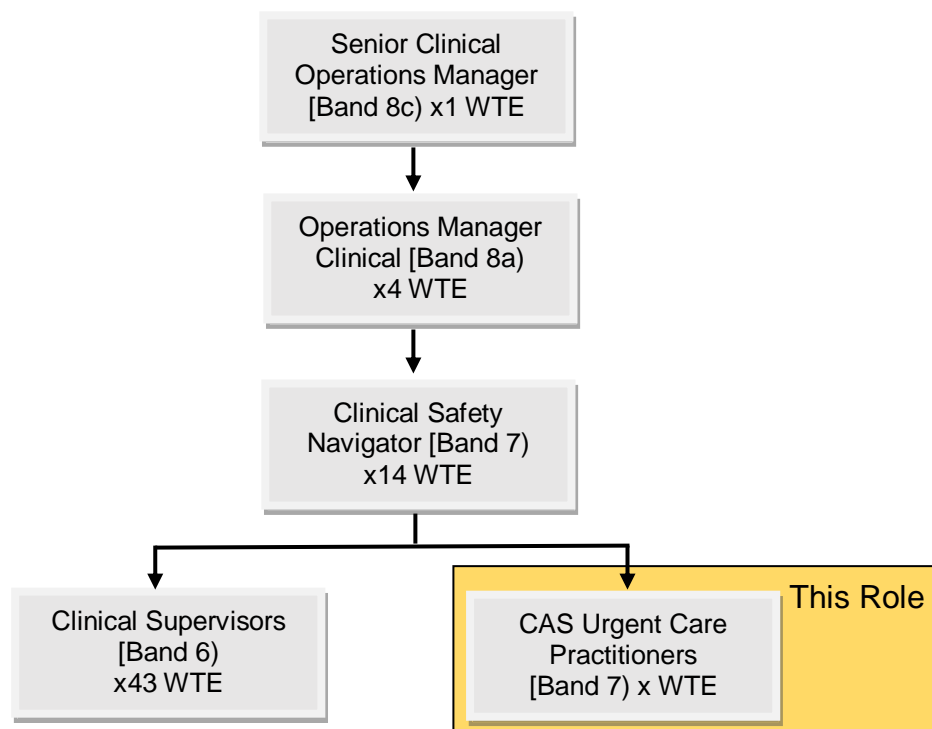 Senior Clinical
Operations Manager
[Band 8c) x1 WTE
Operations Manager
Clinical [Band 8a)
x4 WTE
Clinical Safety
Navigator [Band 7)
x14 WTE
Clinical Supervisors
[Band 6)
x43 WTE
This Role
CAS Urgent Care
Practitioners
[Band 7) x WTE